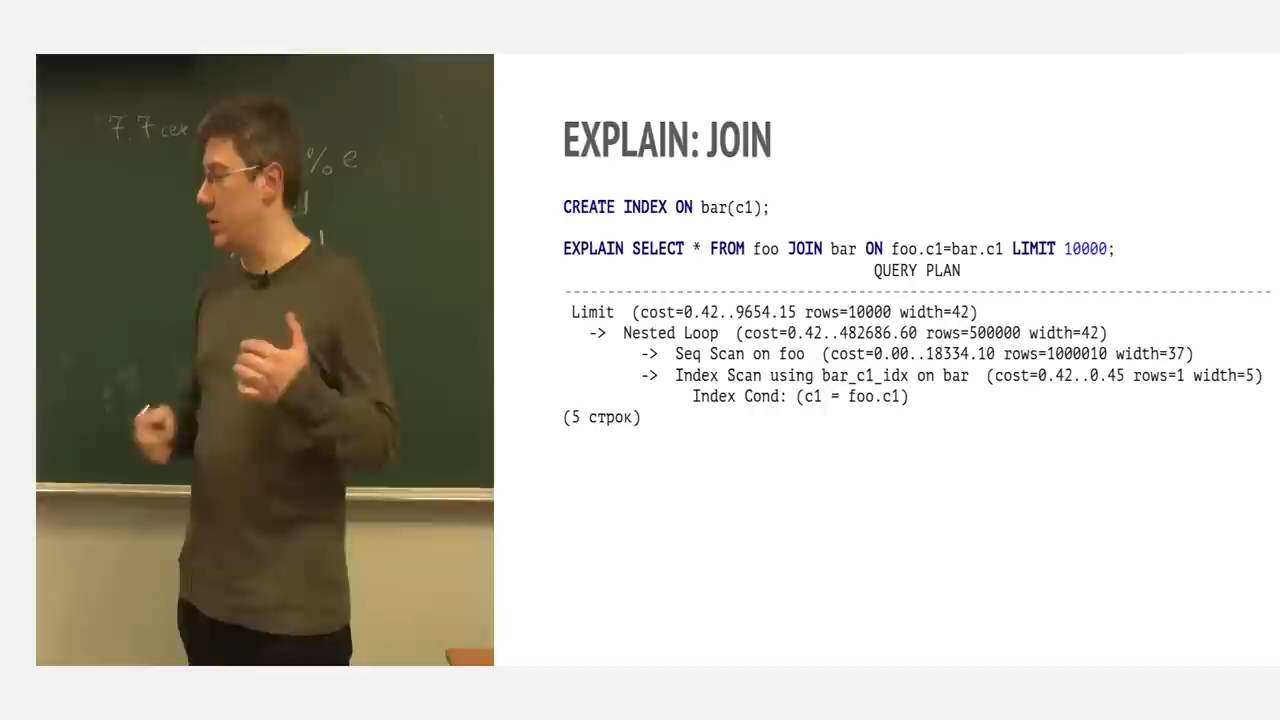 7.7 сек
% е
EXPLAIN: JOIN
CREATE INDEX ON bar(c1);
EXPLAIN SELECT * FROM foo JOIN bar ON foo.c1=bar.c1 LIMIT 10000;
QUERY PLAN
Limit (cost=0.42..9654.15 rows=10000 width=42)
-> Nested Loop (cost=0.42..482686.60 rows=500000 width=42)
-> Seq Scan on foo (cost=0.00..18334.10 rows=1000010 width=37)
-> Index Scan using bar_c1_idx on bar (cost=0.42..0.45 rows=1 width=5)
Index Cond: (c1 = foo.c1)
(5 строк)